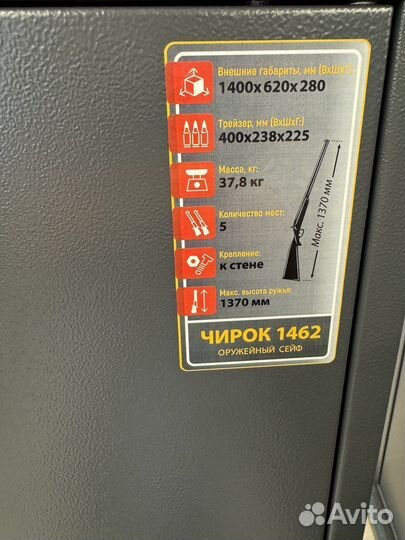 Внешние габариты, мм (ВхШхГ:)
1400x620x280
Трейзер, мм (ВхШхГ:)
400x238x225
Масса, кг:
37,8 кг
Количество мест:
5
Крепление:
к стене
Макс. высота ружья:
1370 мм
Макс. 1370 мм
ЧИРОК 1462
ОРУЖЕЙНЫЙ СЕЙФ
Avito